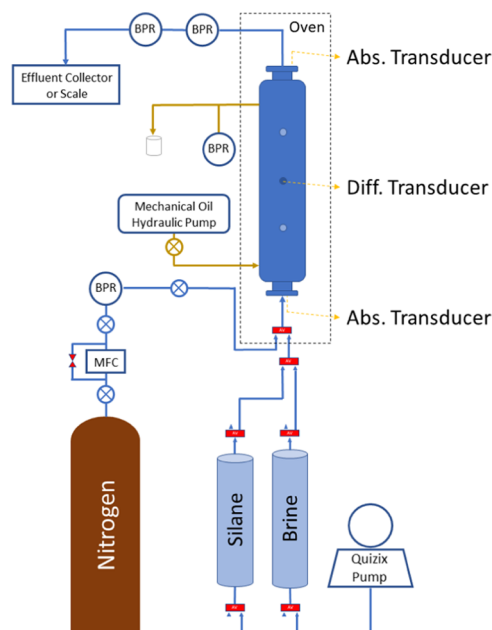 Oven
BPR
BPR
Abs. Transducer
Effluent Collector
or Scale
BPR
Diff. Transducer
Mechanical Oil
Hydraulic Pump
BPR
Abs. Transducer
MFC
Nitrogen
Silane
Brine
Quizix
Pump